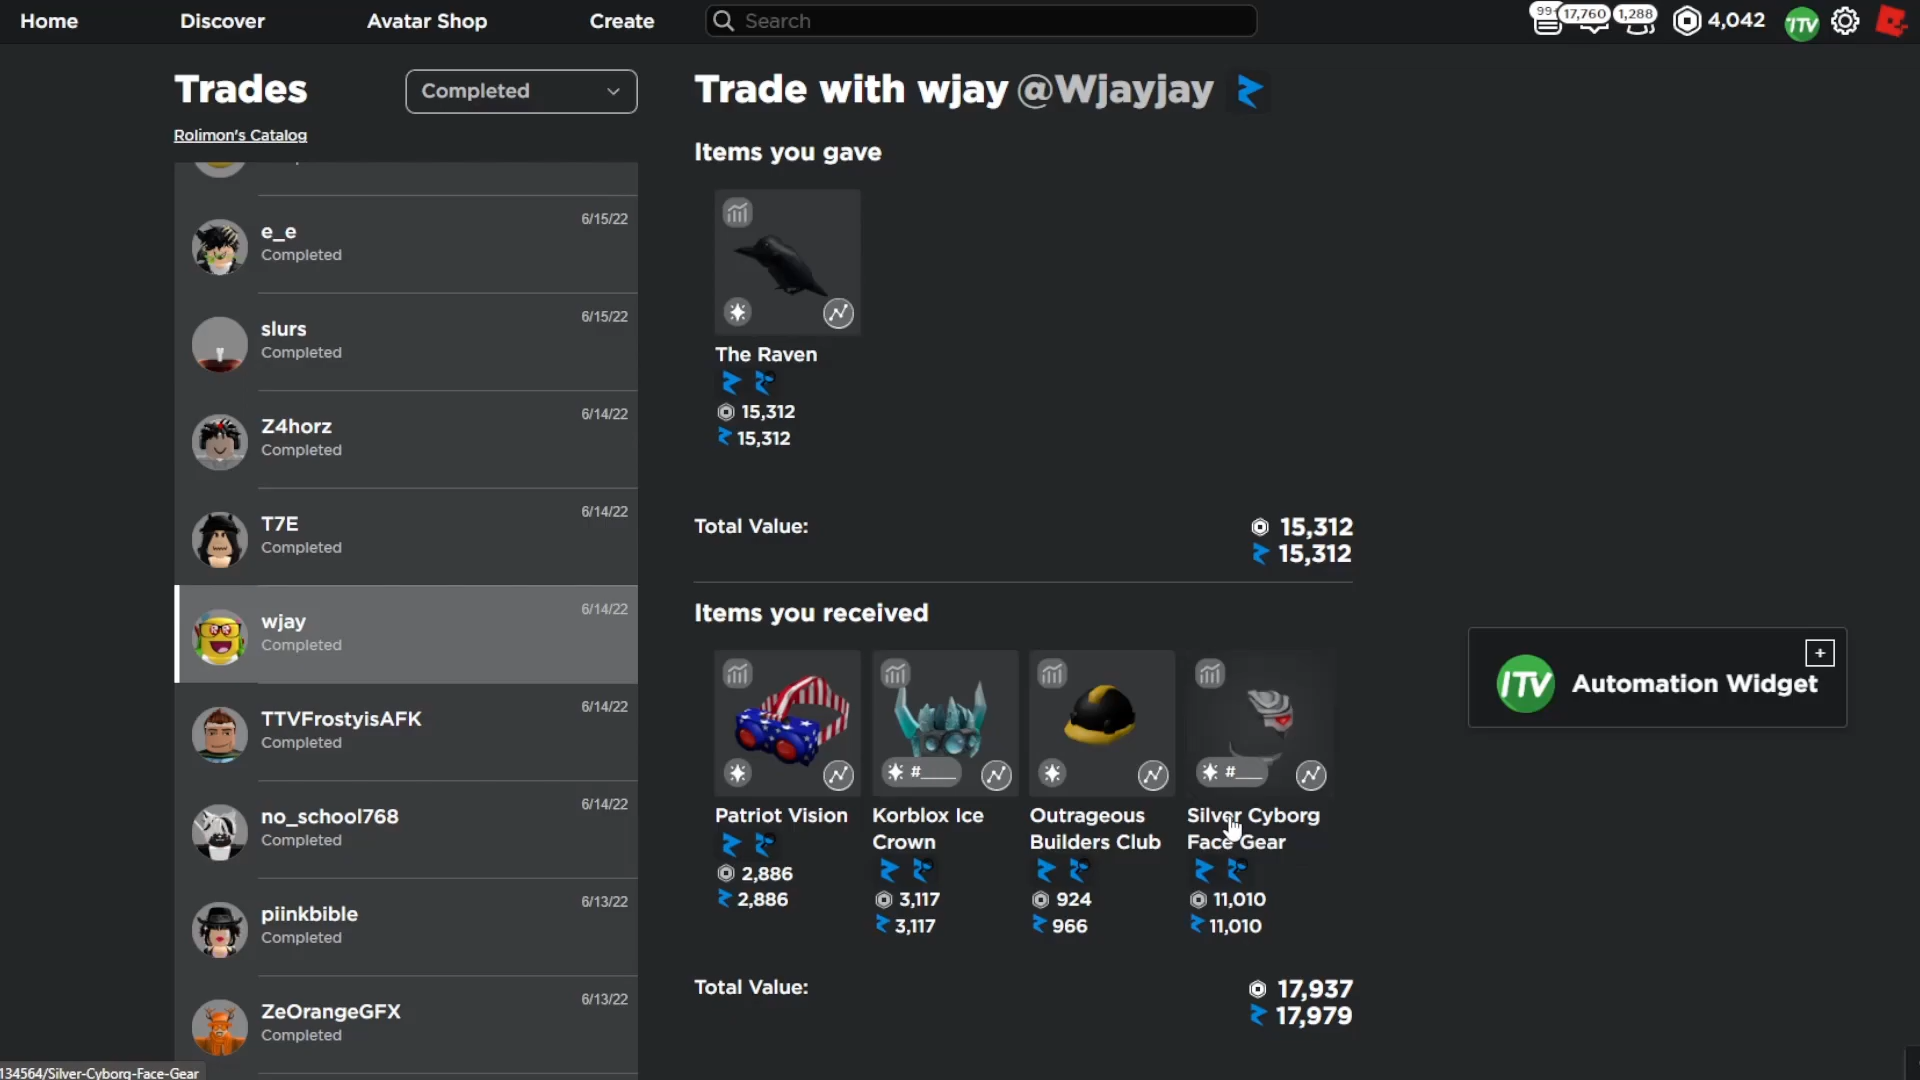 Home Discover Avatar Shop Create Search 99+ 17,760 1,288 4,042 ITV
Trades Completed
Rolimon's Catalog
e_e 6/15/22
Completed
slurs 6/15/22
Completed
Z4horz 6/14/22
Completed
T7E 6/14/22
Completed
wjay 6/14/22
Completed
TTVFrostyisAFK 6/14/22
Completed
no_school768 6/14/22
Completed
piinkbible 6/13/22
Completed
ZeOrangeGFX 6/13/22
Completed
134564/Silver-Cyborg-Face-Gear
Trade with wjay @Wjayjay
Items you gave
The Raven
15,312
15,312
Total Value: 15,312
15,312
Items you received
#____
#___
Patriot Vision
2,886
2,886
Korblox Ice
Crown
3,117
3,117
Outrageous
Builders Club
924
966
Silver Cyborg
Face Gear
11,010
11,010
Total Value: 17,937
17,979
+
ITV Automation Widget